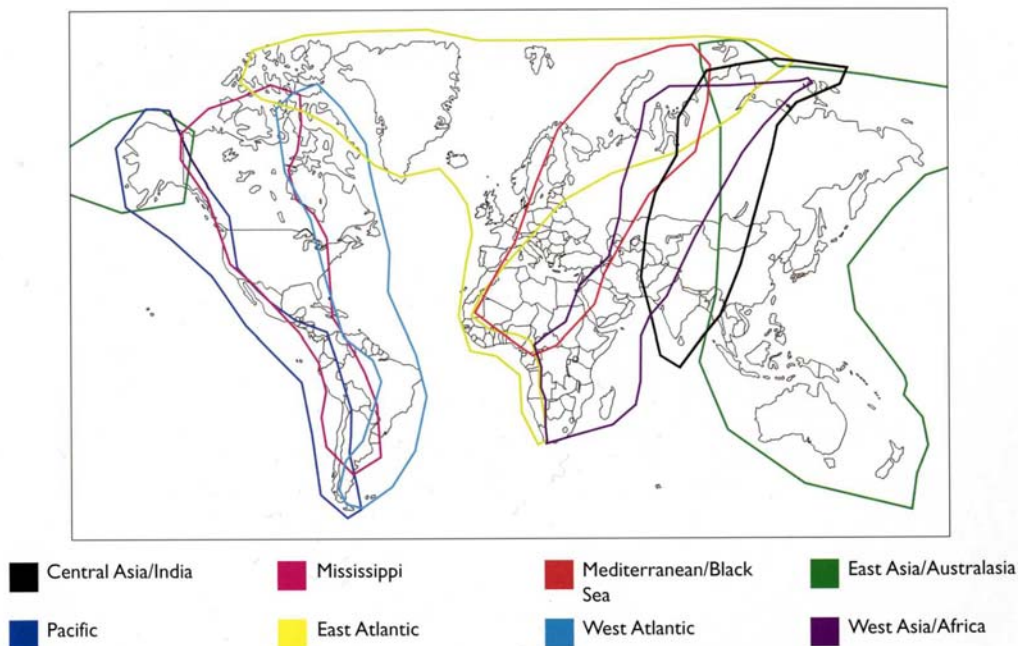 Central Asia/India
Mississippi
Mediterranean/Black
Sea
East Asia/Australasia
Pacific
East Atlantic
West Atlantic
West Asia/Africa